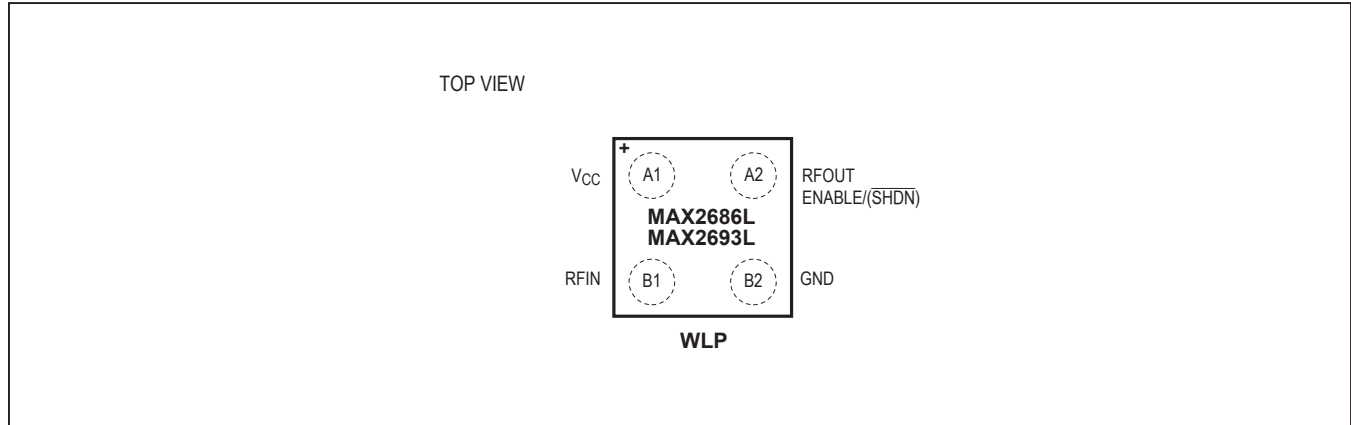 TOP VIEW
+
VCC
A1
A2
RFOUT
ENABLE/(SHDN)
MAX2686L
MAX2693L
RFIN
B1
B2
GND
WLP